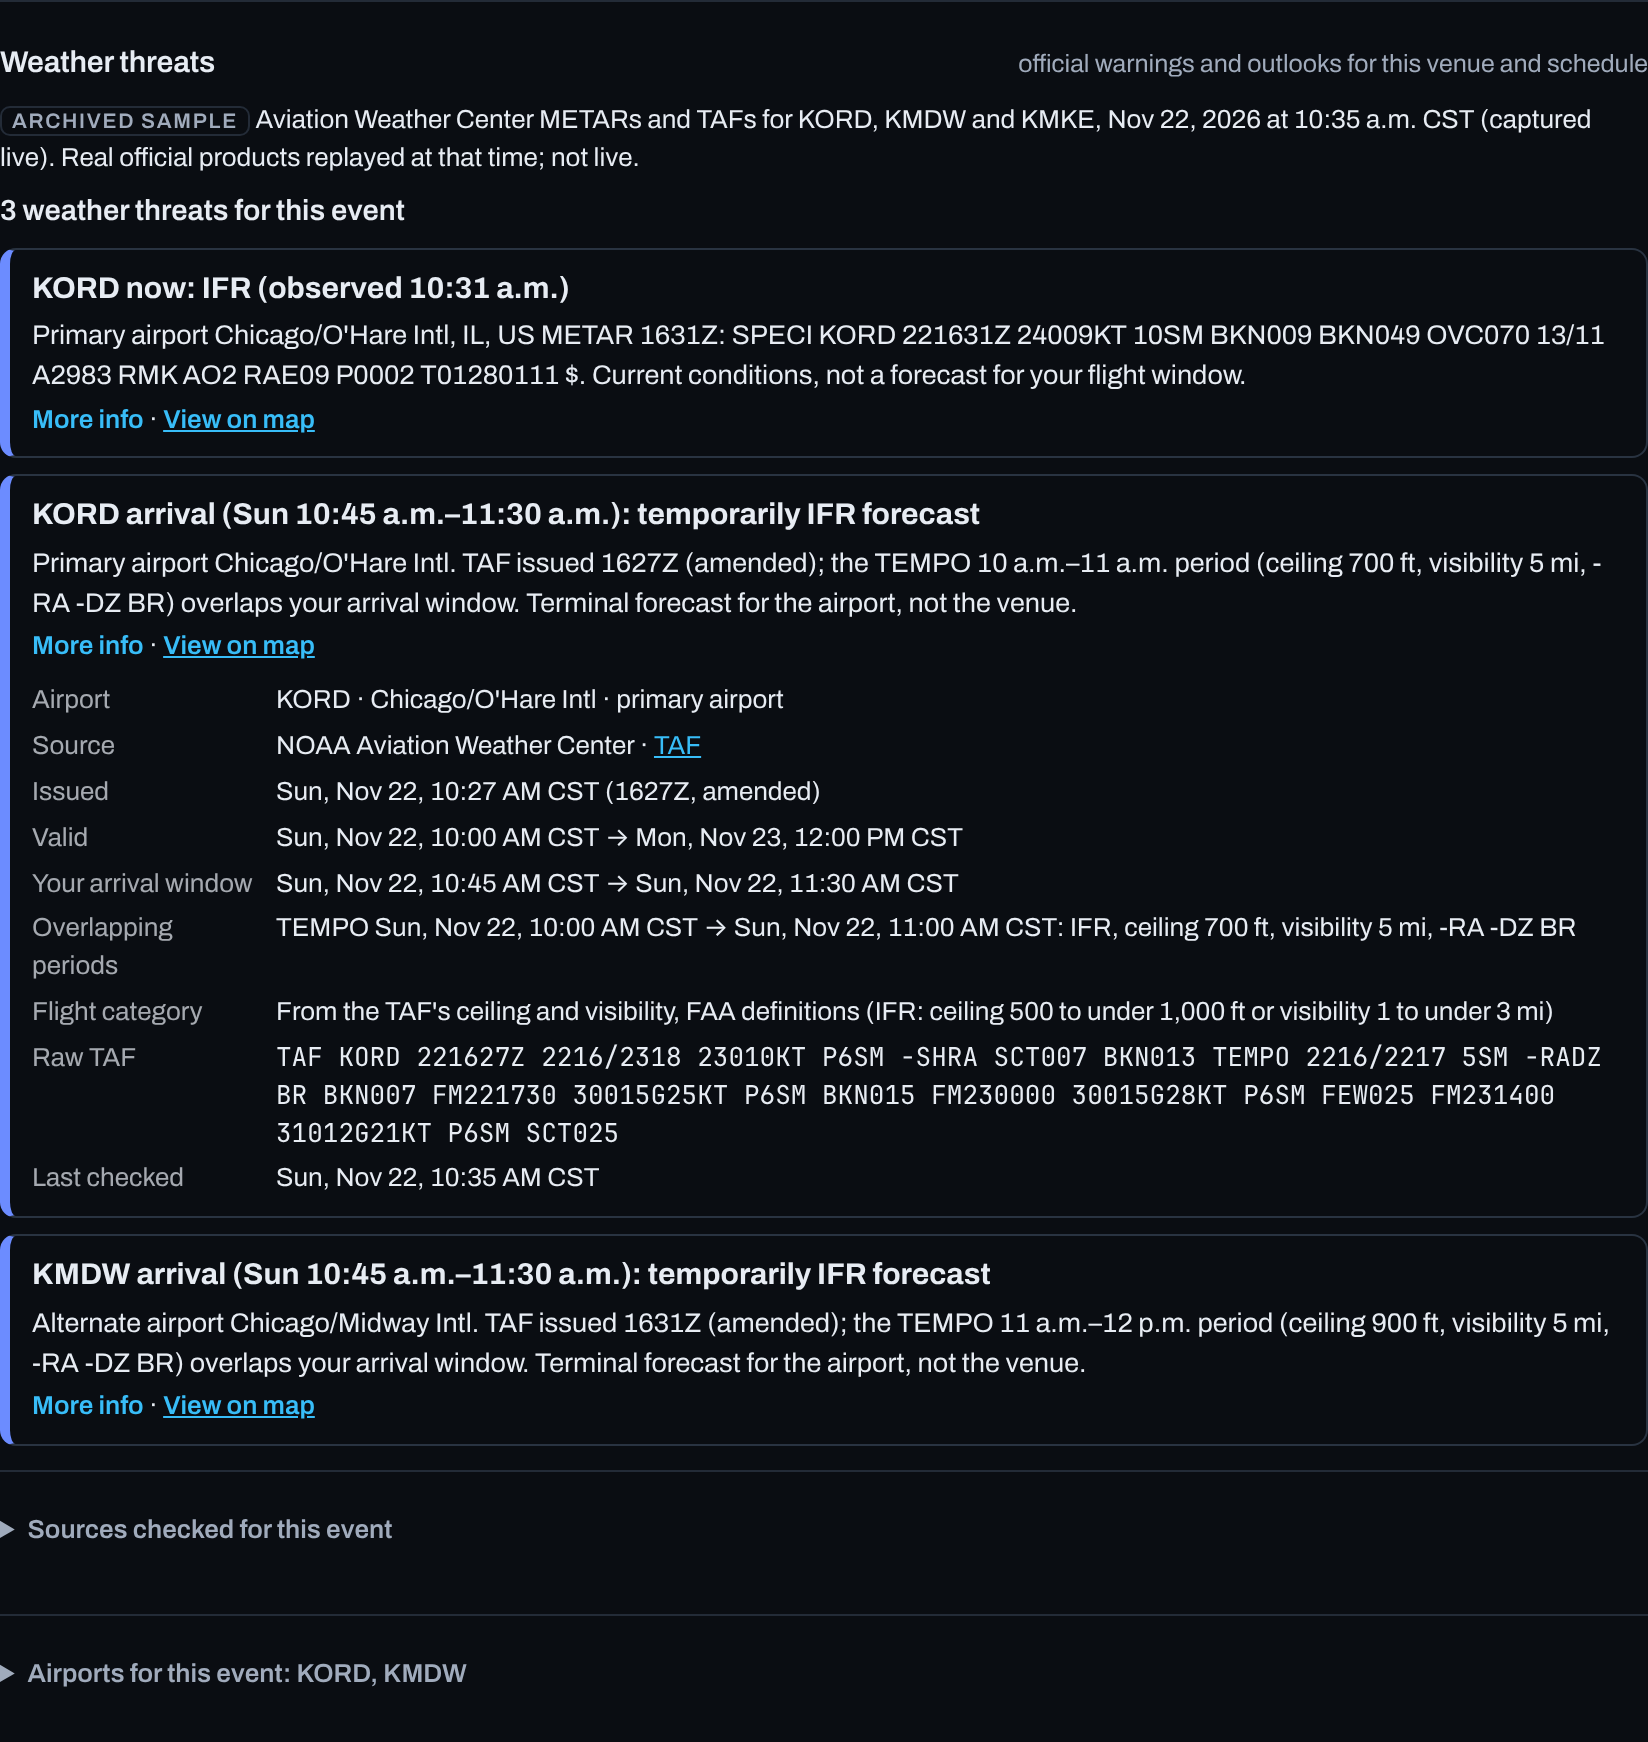 Weather threats
official warnings and outlooks for this venue and schedule
ARCHIVED SAMPLE Aviation Weather Center METARs and TAFs for KORD, KMDW and KMKE, Nov 22, 2026 at 10:35 a.m. CST (captured
live). Real official products replayed at that time; not live.
3 weather threats for this event
KORD now: IFR (observed 10:31 a.m.)
Primary airport Chicago/O'Hare Intl, IL, US METAR 1631Z: SPECI KORD 221631Z 24009KT 10SM BKN009 BKN049 OVC070 13/11
A2983 RMK AO2 RAE09 P0002 T01280111 $. Current conditions, not a forecast for your flight window.
More info · View on map
KORD arrival (Sun 10:45 a.m.–11:30 a.m.): temporarily IFR forecast
Primary airport Chicago/O'Hare Intl. TAF issued 1627Z (amended); the TEMPO 10 a.m.–11 a.m. period (ceiling 700 ft, visibility 5 mi, -
RA -DZ BR) overlaps your arrival window. Terminal forecast for the airport, not the venue.
More info · View on map
Airport KORD · Chicago/O'Hare Intl · primary airport
Source NOAA Aviation Weather Center · TAF
Issued Sun, Nov 22, 10:27 AM CST (1627Z, amended)
Valid Sun, Nov 22, 10:00 AM CST → Mon, Nov 23, 12:00 PM CST
Your arrival window Sun, Nov 22, 10:45 AM CST → Sun, Nov 22, 11:30 AM CST
Overlapping periods TEMPO Sun, Nov 22, 10:00 AM CST → Sun, Nov 22, 11:00 AM CST: IFR, ceiling 700 ft, visibility 5 mi, -RA -DZ BR
Flight category From the TAF's ceiling and visibility, FAA definitions (IFR: ceiling 500 to under 1,000 ft or visibility 1 to under 3 mi)
Raw TAF TAF KORD 221627Z 2216/2318 23010KT P6SM -SHRA SCT007 BKN013 TEMPO 2216/2217 5SM -RADZ
BR BKN007 FM221730 30015G25KT P6SM BKN015 FM230000 30015G28KT P6SM FEW025 FM231400
31012G21KT P6SM SCT025
Last checked Sun, Nov 22, 10:35 AM CST
KMDW arrival (Sun 10:45 a.m.–11:30 a.m.): temporarily IFR forecast
Alternate airport Chicago/Midway Intl. TAF issued 1631Z (amended); the TEMPO 11 a.m.–12 p.m. period (ceiling 900 ft, visibility 5 mi,
-RA -DZ BR) overlaps your arrival window. Terminal forecast for the airport, not the venue.
More info · View on map
Sources checked for this event
Airports for this event: KORD, KMDW